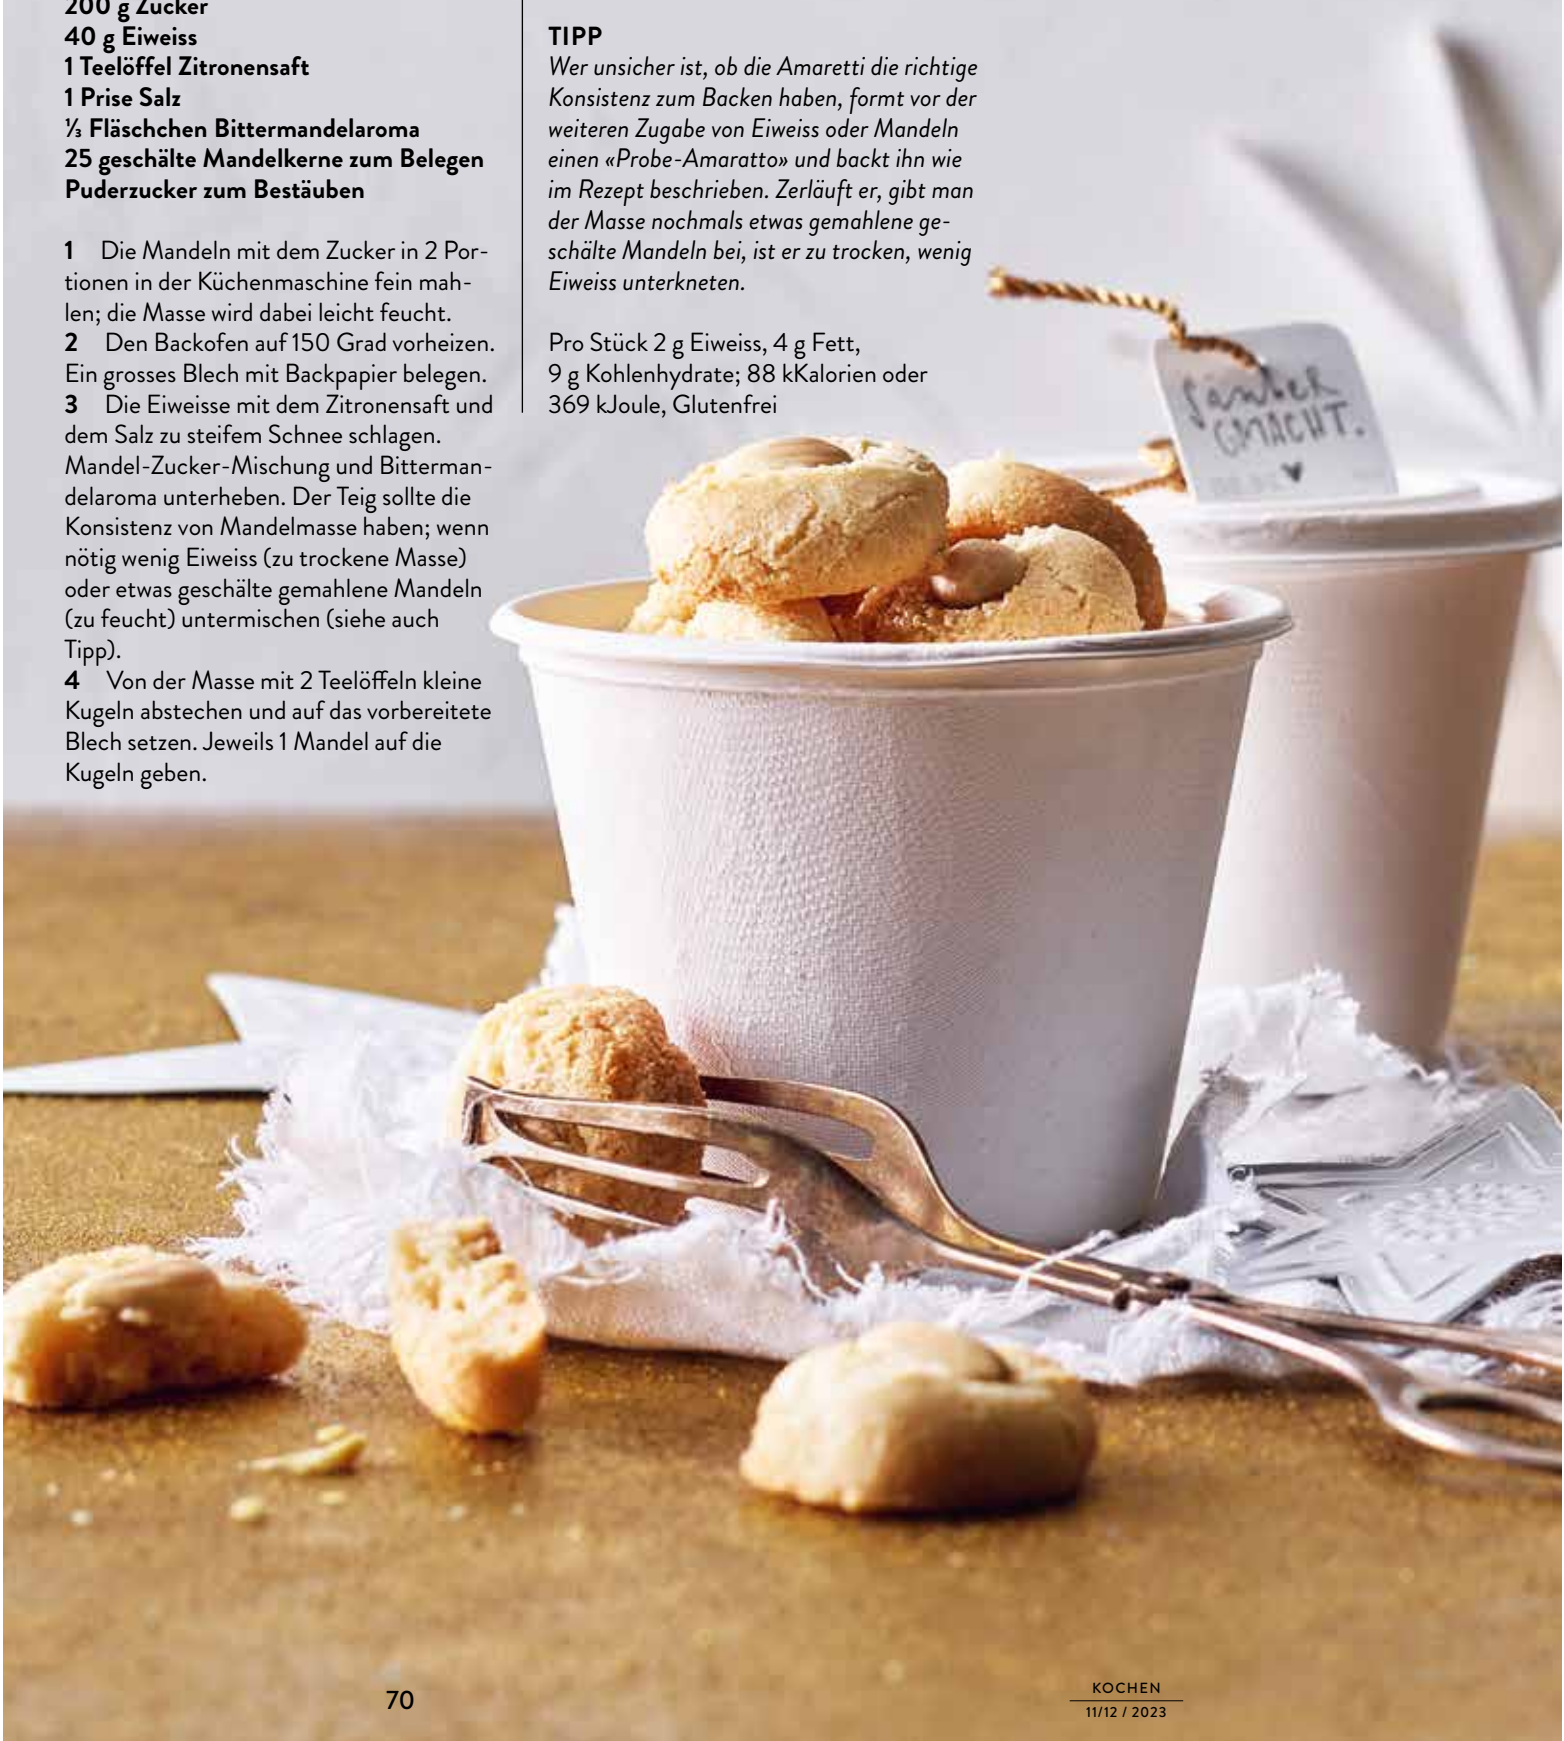 200 g Zucker
40 g Eiweiss
1 Teelöffel Zitronensaft
1 Prise Salz
⅓ Fläschchen Bittermandelaroma
25 geschälte Mandelkerne zum Belegen
Puderzucker zum Bestäuben
1 Die Mandeln mit dem Zucker in 2 Por-
tionen in der Küchenmaschine fein mah-
len; die Masse wird dabei leicht feucht.
2 Den Backofen auf 150 Grad vorheizen.
Ein grosses Blech mit Backpapier belegen.
3 Die Eiweisse mit dem Zitronensaft und
dem Salz zu steifem Schnee schlagen.
Mandel-Zucker-Mischung und Bitterman-
delaroma unterheben. Der Teig sollte die
Konsistenz von Mandelmasse haben; wenn
nötig wenig Eiweiss (zu trockene Masse)
oder etwas geschälte gemahlene Mandeln
(zu feucht) untermischen (siehe auch
Tipp).
4 Von der Masse mit 2 Teelöffeln kleine
Kugeln abstechen und auf das vorbereitete
Blech setzen. Jeweils 1 Mandel auf die
Kugeln geben.
TIPP
Wer unsicher ist, ob die Amaretti die richtige
Konsistenz zum Backen haben, formt vor der
weiteren Zugabe von Eiweiss oder Mandeln
einen «Probe-Amaratto» und backt ihn wie
im Rezept beschrieben. Zerläuft er, gibt man
der Masse nochmals etwas gemahlene ge-
schälte Mandeln bei, ist er zu trocken, wenig
Eiweiss unterkneten.
Pro Stück 2 g Eiweiss, 4 g Fett,
9 g Kohlenhydrate; 88 kKalorien oder
369 kJoule, Glutenfrei
GMACHT.
70
KOCHEN
11/12 / 2023